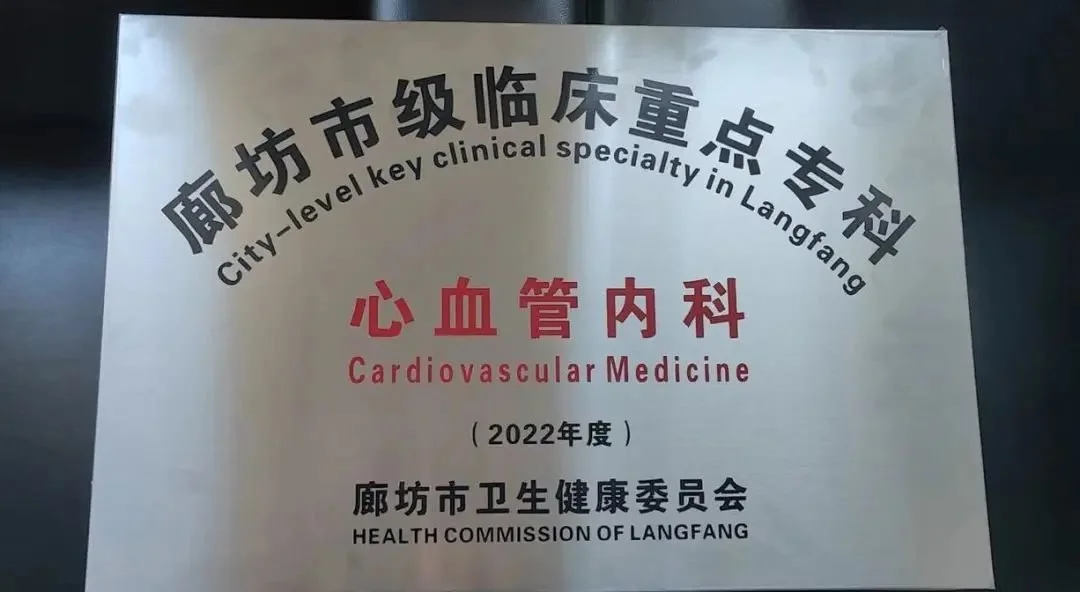 廊坊市级临床重点专科
City-level key clinical specialty in Langfang
心血管内科
Cardiovascular Medicine
（2022年度）
廊坊市卫生健康委员会
HEALTH COMMISSION OF LANGFANG